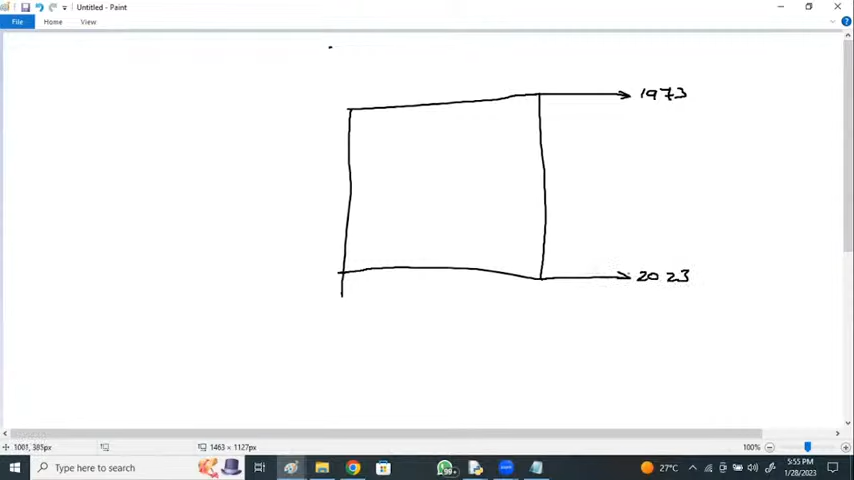 Untitled - Paint
File Home View
1973
2023
1001, 385px
1463 × 1127px
100%
Type here to search
99+
27°C
5:55 PM
1/28/2023